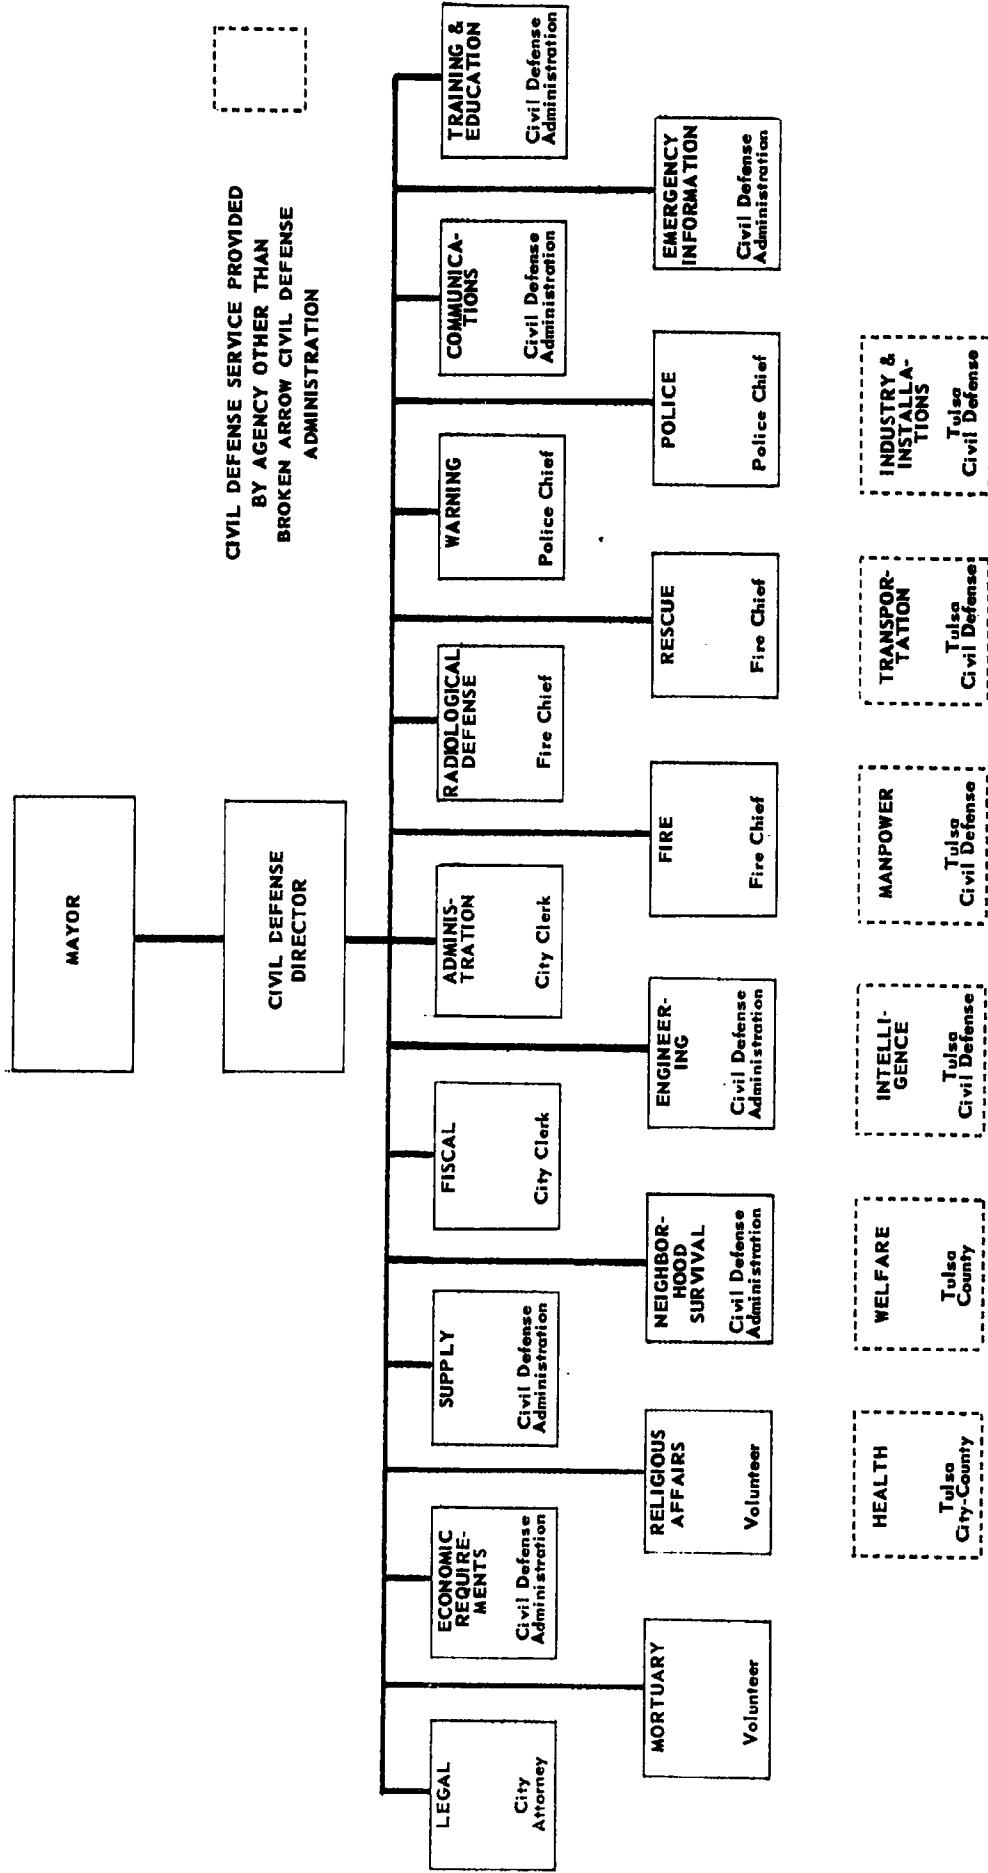 MAYOR
CIVIL DEFENSE
DIRECTOR
CIVIL DEFENSE SERVICE PROVIDED
BY AGENCY OTHER THAN
BROKEN ARROW CIVIL DEFENSE
ADMINISTRATION
LEGAL
City
Attorney
ECONOMIC
REQUIRE-
MENTS
Civil Defense
Administration
SUPPLY
Civil Defense
Administration
FISCAL
City Clerk
ADMINIS-
TRATION
City Clerk
RADIOLOGICAL
DEFENSE
Fire Chief
WARNING
Police Chief
COMMUNICA-
TIONS
Civil Defense
Administration
TRAINING &
EDUCATION
Civil Defense
Administration
MORTUARY
Volunteer
RELIGIOUS
AFFAIRS
Volunteer
NEIGHBOR-
HOOD
SURVIVAL
Civil Defense
Administration
ENGINEER-
ING
Civil Defense
Administration
FIRE
Fire Chief
RESCUE
Fire Chief
POLICE
Police Chief
EMERGENCY
INFORMATION
Civil Defense
Administration
HEALTH
Tulsa
City-County
WELFARE
Tulsa
County
INTELLI-
GENCE
Tulsa
Civil Defense
MANPOWER
Tulsa
Civil Defense
TRANSPOR-
TATION
Tulsa
Civil Defense
INDUSTRY &
INSTALLA-
TIONS
Tulsa
Civil Defense